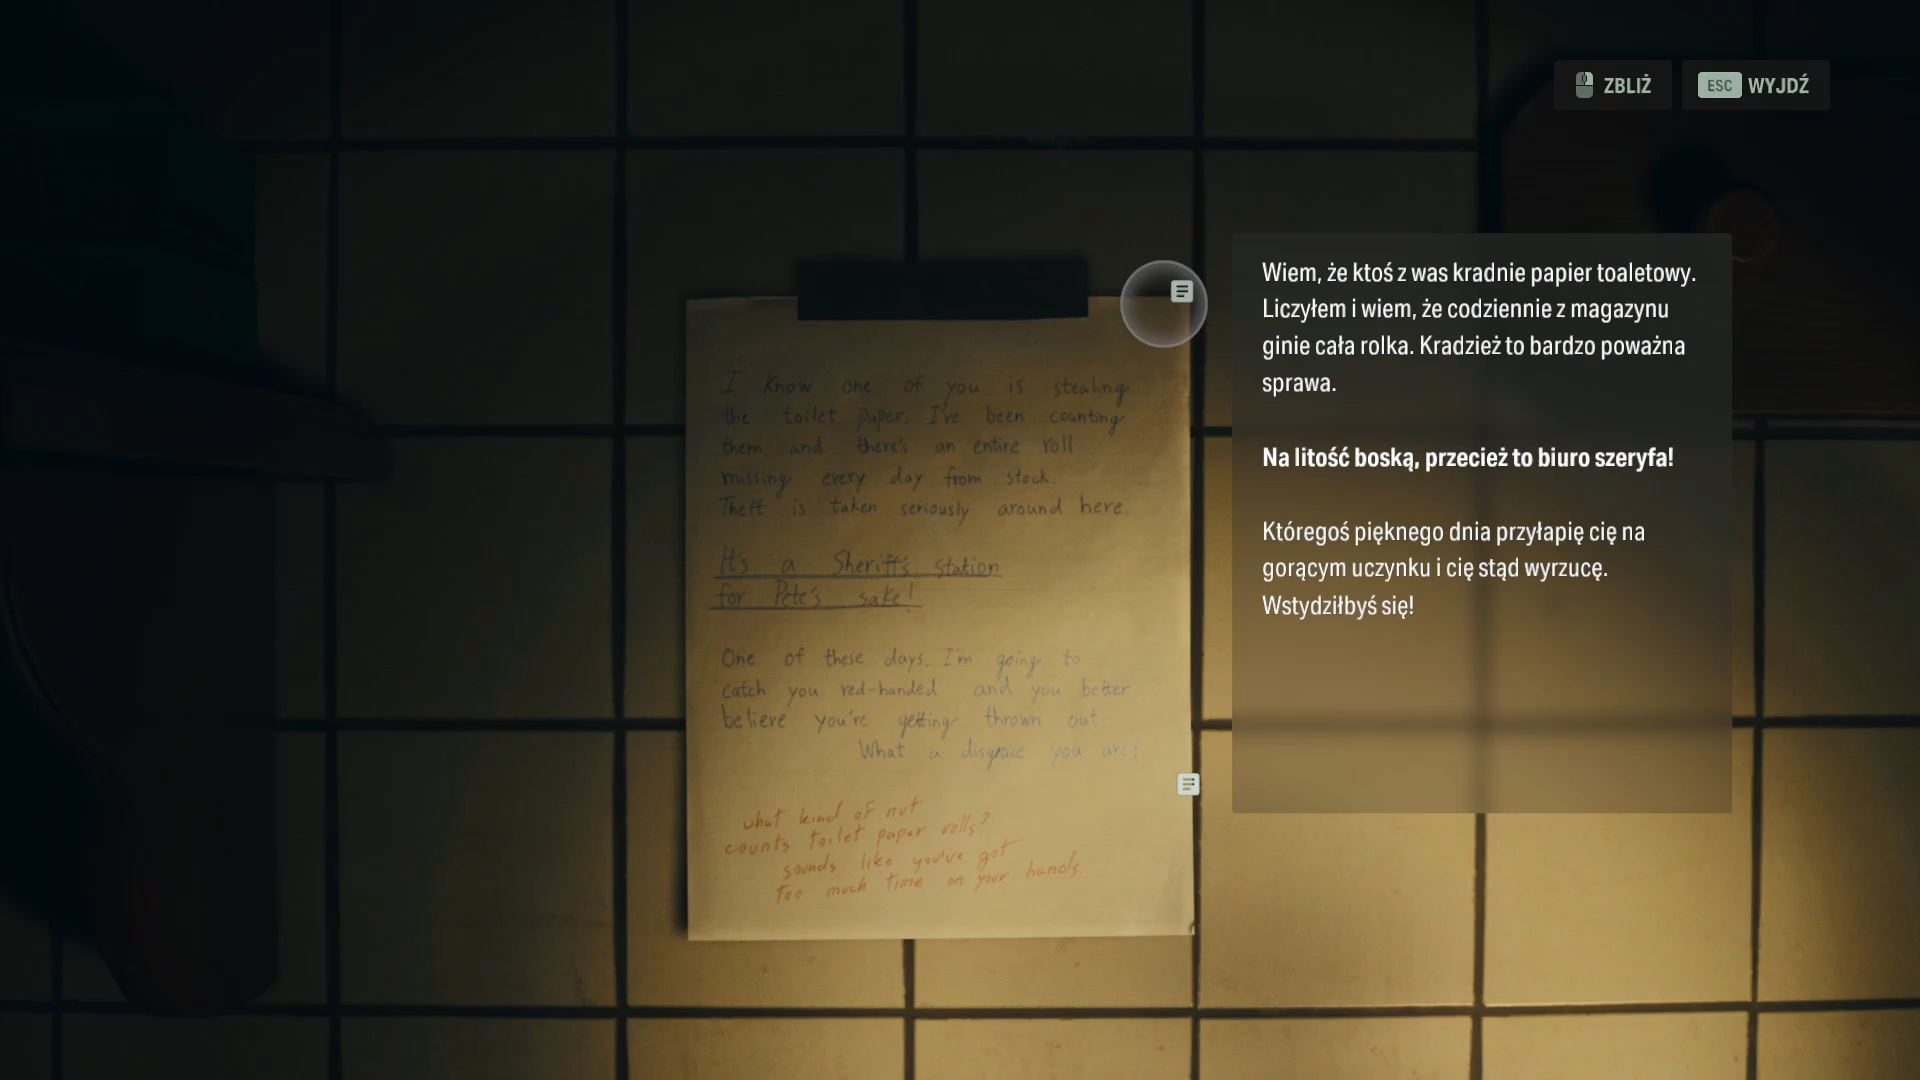 ZBLIŻ
ESC WYJDŹ
I know one of you is stealing
the toilet paper. I've been counting
them and there's an entire roll
missing every day from stock.
Theft is taken seriously around here.
It's a Sheriff's station
for Pete's sake!
One of these days. I'm going to
catch you red-handed and you better
believe you're getting thrown out.
What a disgrace you are!
what kind of nut
counts toilet paper rolls?
sounds like you've got
too much time on your hands.
Wiem, że ktoś z was kradnie papier toaletowy.
Liczyłem i wiem, że codziennie z magazynu
ginie cała rolka. Kradzież to bardzo poważna
sprawa.
Na litość boską, przecież to biuro szeryfa!
Któregoś pięknego dnia przyłapię cię na
gorącym uczynku i cię stąd wyrzucę.
Wstydziłbyś się!